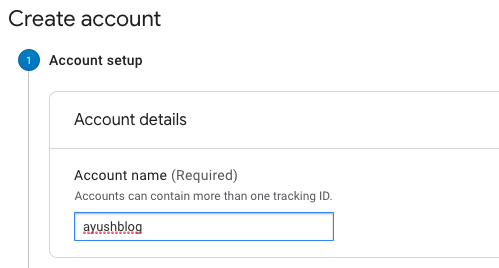 Create account
1 Account setup
Account details
Account name (Required)
Accounts can contain more than one tracking ID.
ayushblog